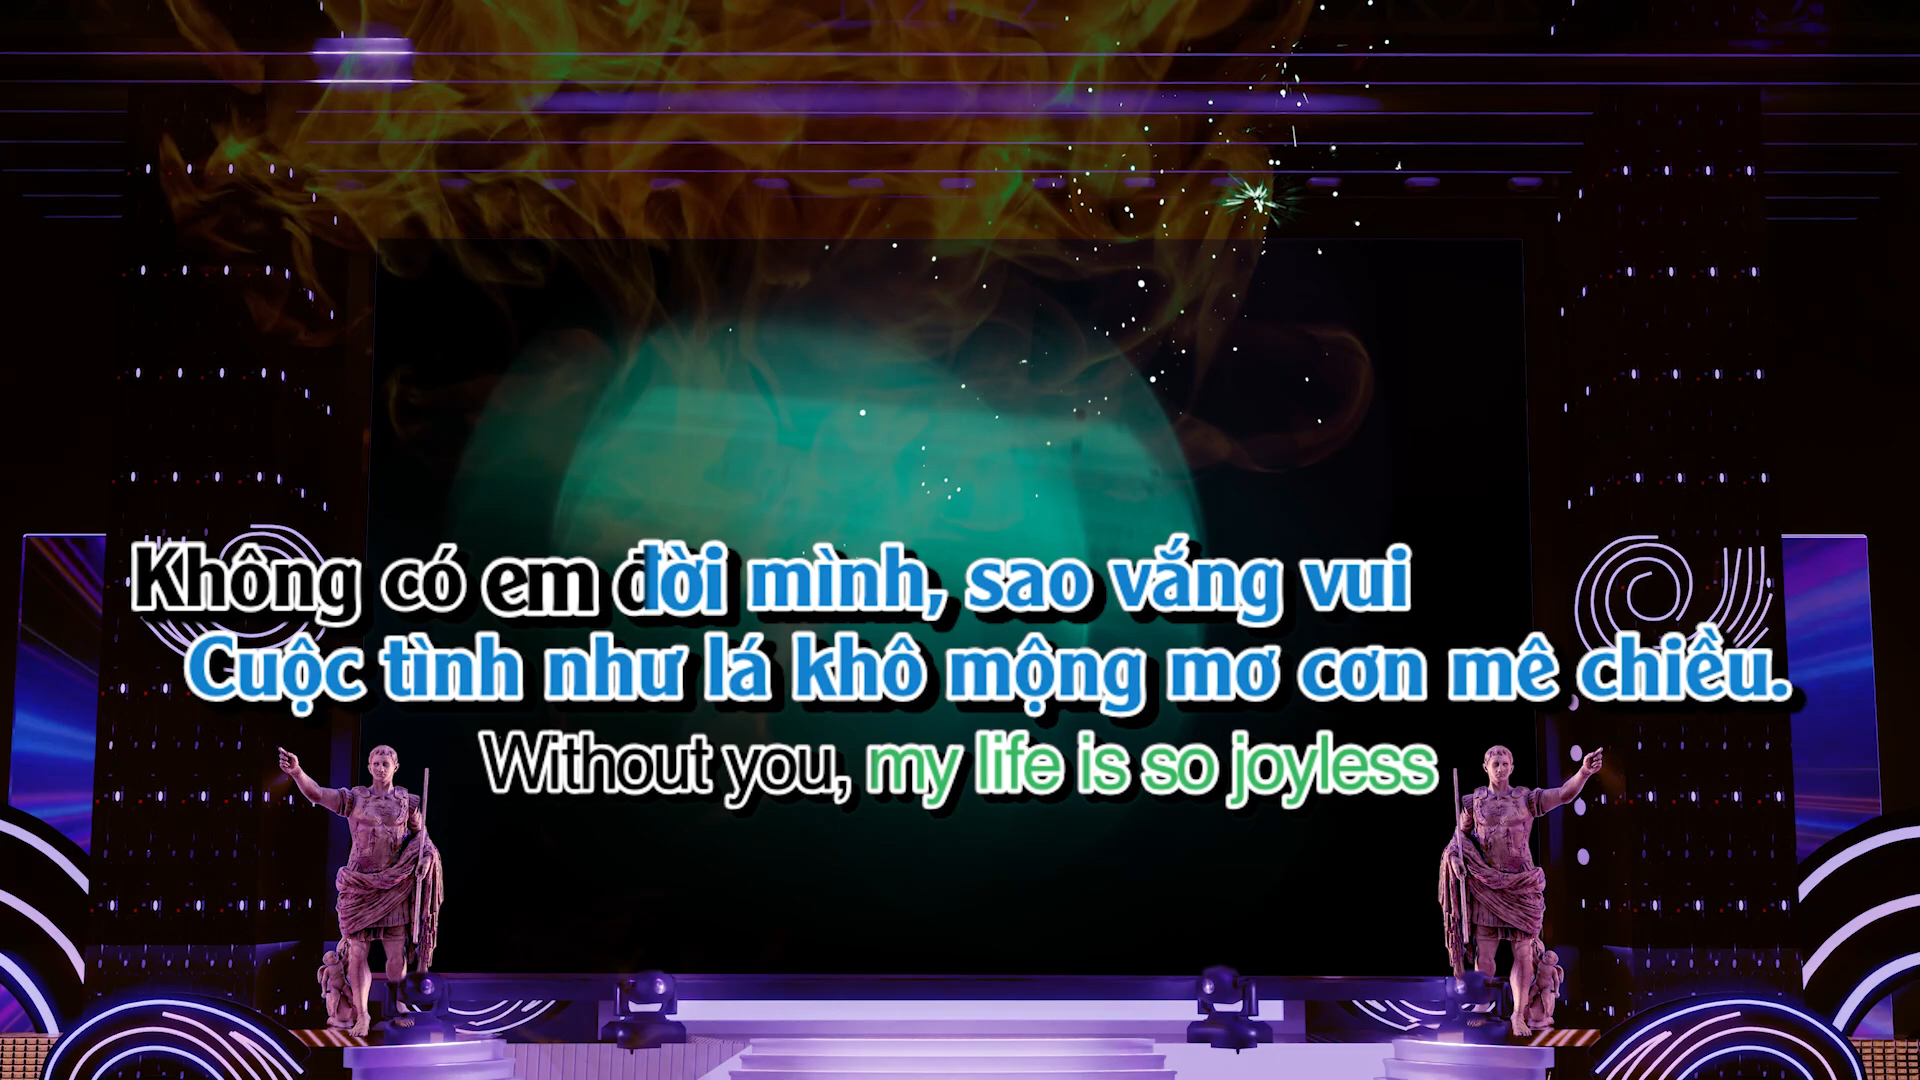 Không có em đời mình, sao vắng vui
Cuộc tình như lá khô mộng mơ cơn mê chiều.
Without you, my life is so joyless